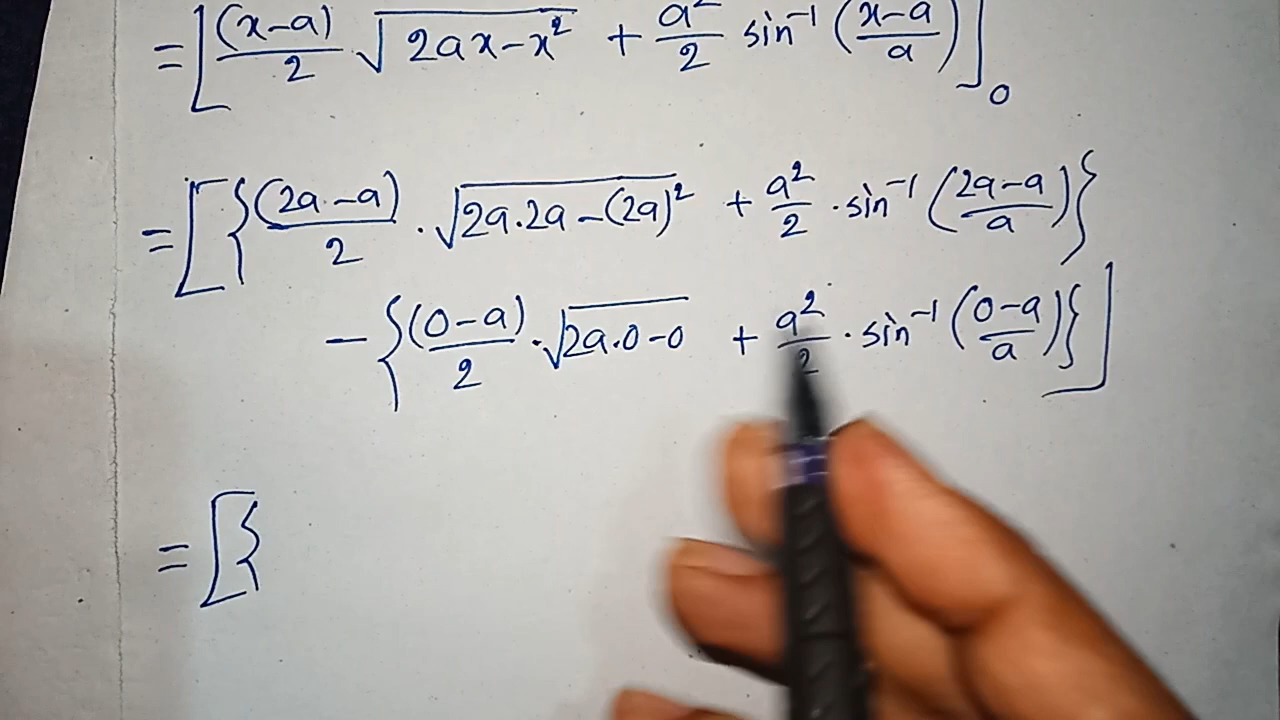 = [ (x-a)/2 √(2ax-x²) + a²/2 sin⁻¹ (x-a/a) ]₀
= [ { (2a-a)/2 · √(2a·2a-(2a)²) + a²/2 · sin⁻¹ (2a-a/a) }
- { (0-a)/2 · √(2a·0-0) + a²/2 · sin⁻¹ (0-a/a) } ]
= [ {